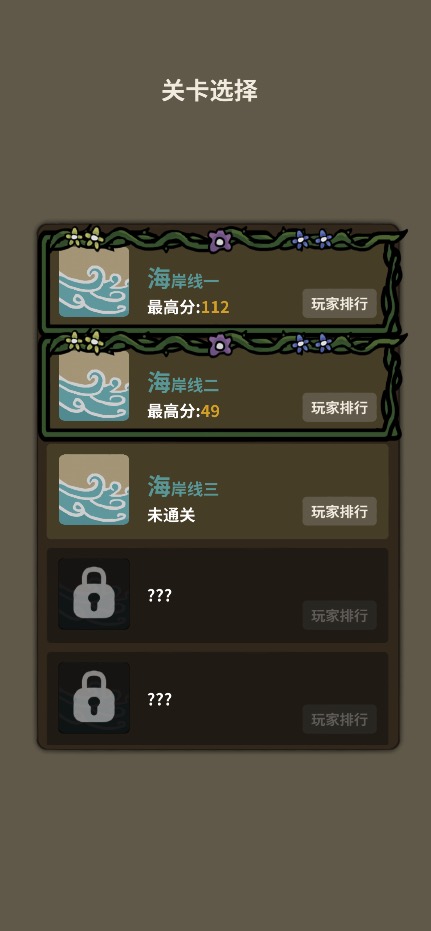 关卡选择
海岸线一
最高分:112
玩家排行
海岸线二
最高分:49
玩家排行
海岸线三
未通关
玩家排行
???
玩家排行
???
玩家排行